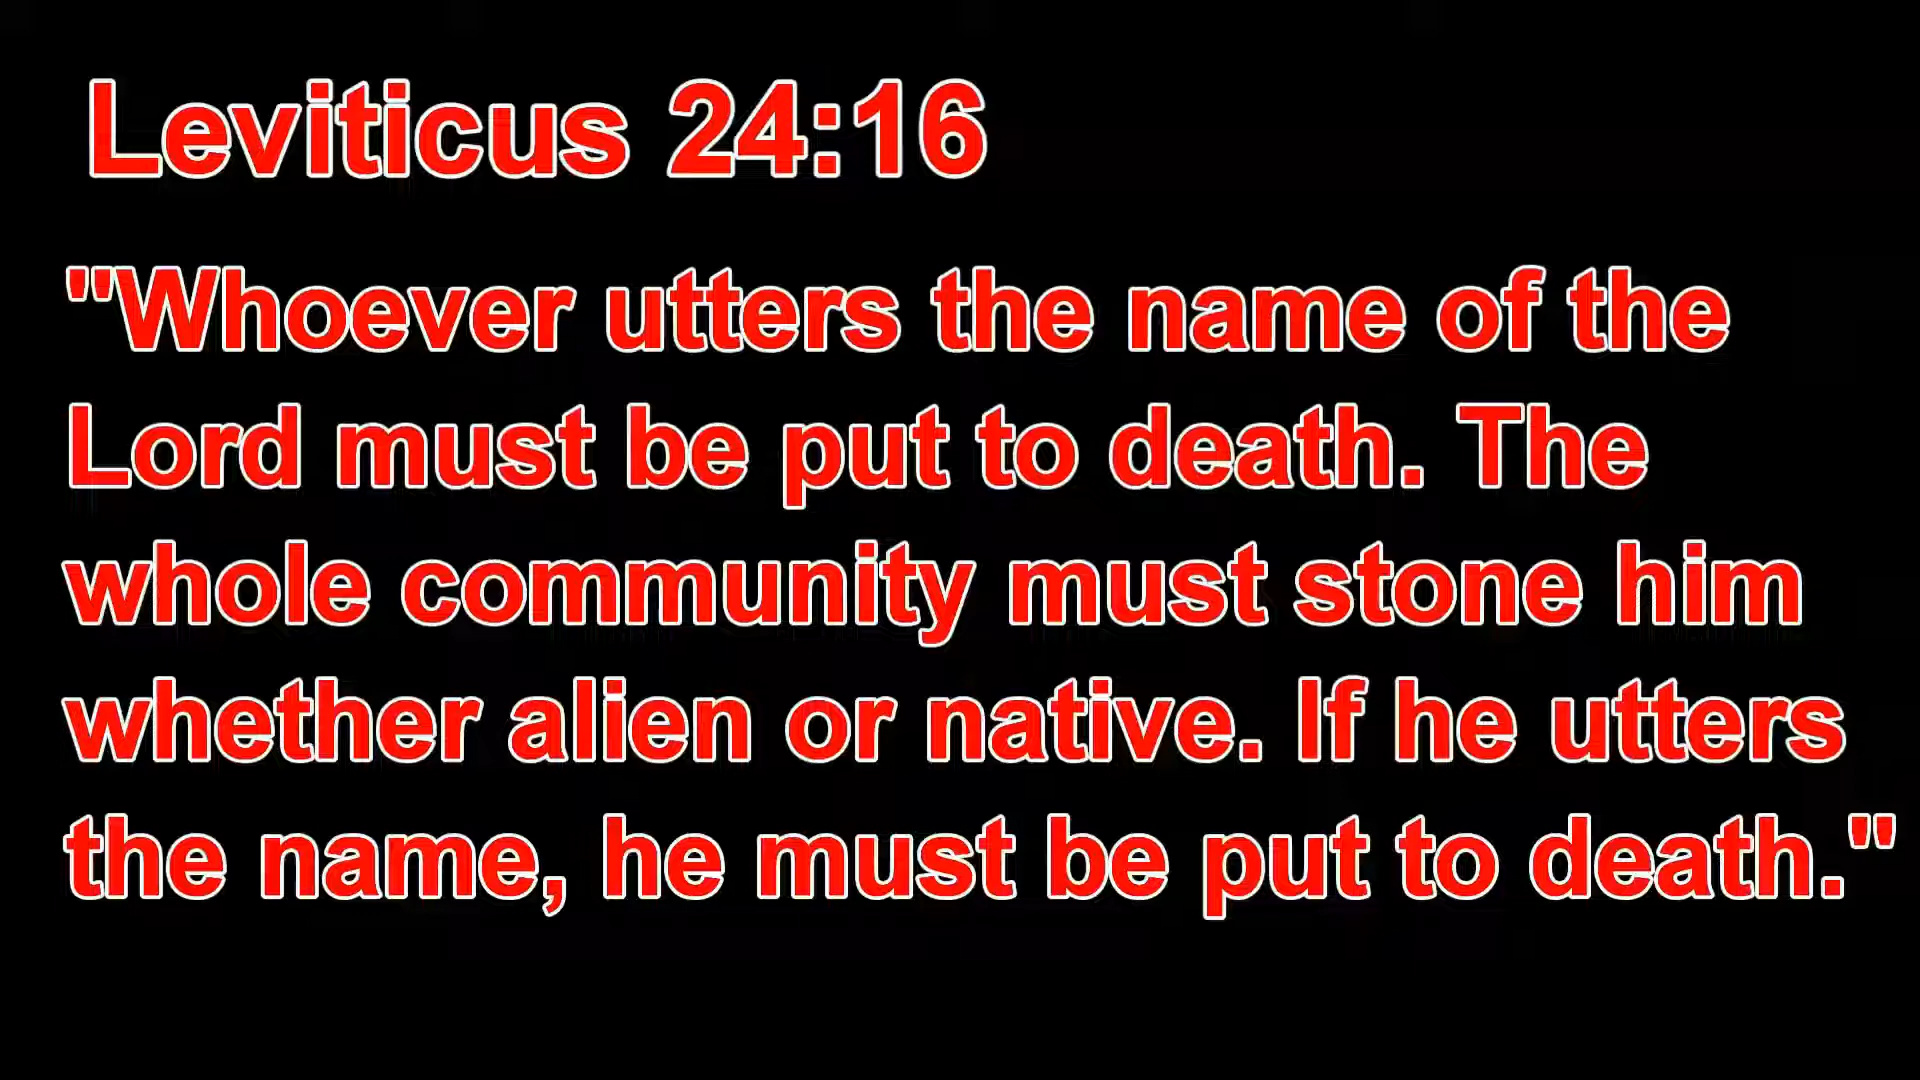 Leviticus 24:16
"Whoever utters the name of the
Lord must be put to death. The
whole community must stone him
whether alien or native. If he utters
the name, he must be put to death."